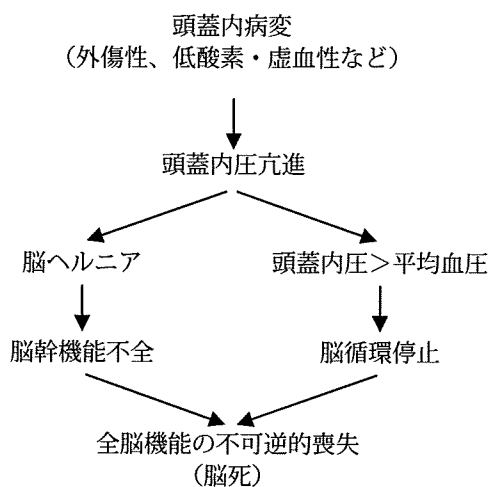 頭蓋内病変
（外傷性、低酸素・虚血性など）
頭蓋内圧亢進
脳ヘルニア
頭蓋内圧＞平均血圧
脳幹機能不全
脳循環停止
全脳機能の不可逆的喪失
（脳死）